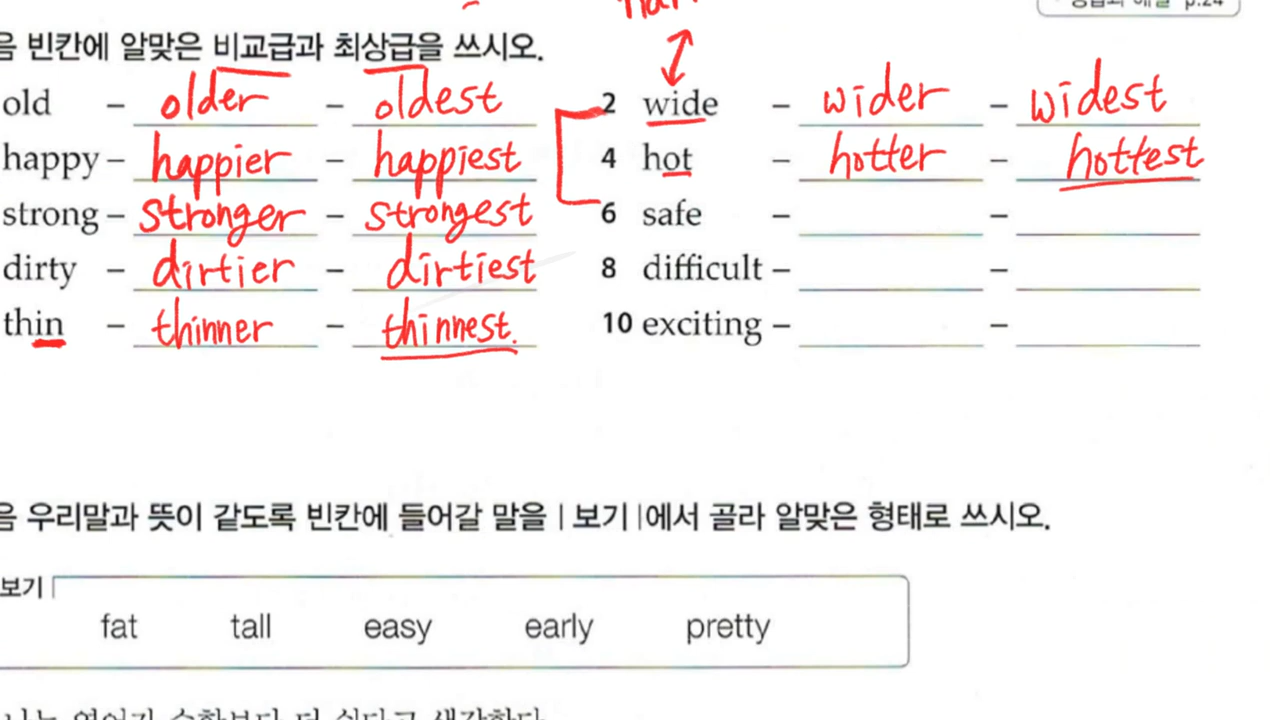 음 빈칸에 알맞은 비교급과 최상급을 쓰시오.
old – older – oldest
2 wide – wider – widest
happy – happier – happiest
4 hot – hotter – hottest
strong – stronger – strongest
6 safe – –
dirty – dirtier – dirtiest
8 difficult – –
thin – thinner – thinnest.
10 exciting – –
음 우리말과 뜻이 같도록 빈칸에 들어갈 말을 | 보기 |에서 골라 알맞은 형태로 쓰시오.
보기
fat tall easy early pretty